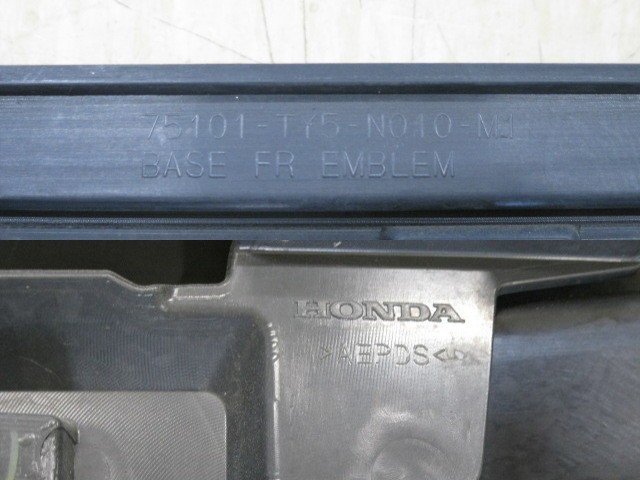 75101-TY5-N010-M1
BASE FR EMBLEM
HONDA
>AEPDS<